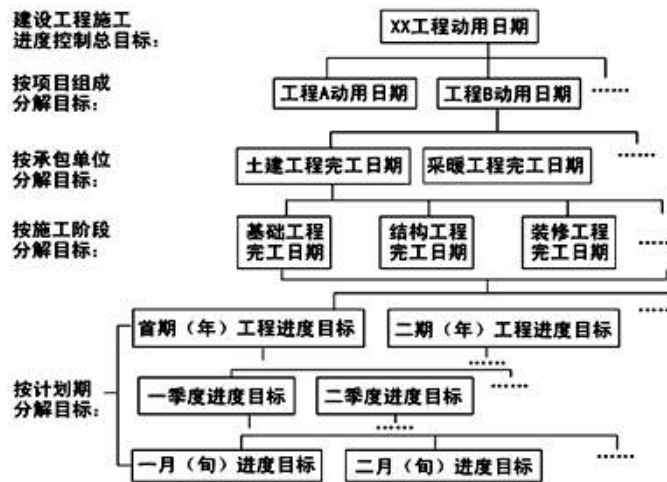 建设工程施工
进度控制总目标：
XX工程动用日期
按项目组成
分解目标：
工程A动用日期
工程B动用日期
……
按承包单位
分解目标：
土建工程完工日期
采暖工程完工日期
……
按施工阶段
分解目标：
基础工程
完工日期
结构工程
完工日期
装修工程
完工日期
……
按计划期
分解目标：
首期（年）工程进度目标
二期（年）工程进度目标
……
……
一季度进度目标
二季度进度目标
……
……
一月（旬）进度目标
二月（旬）进度目标
……